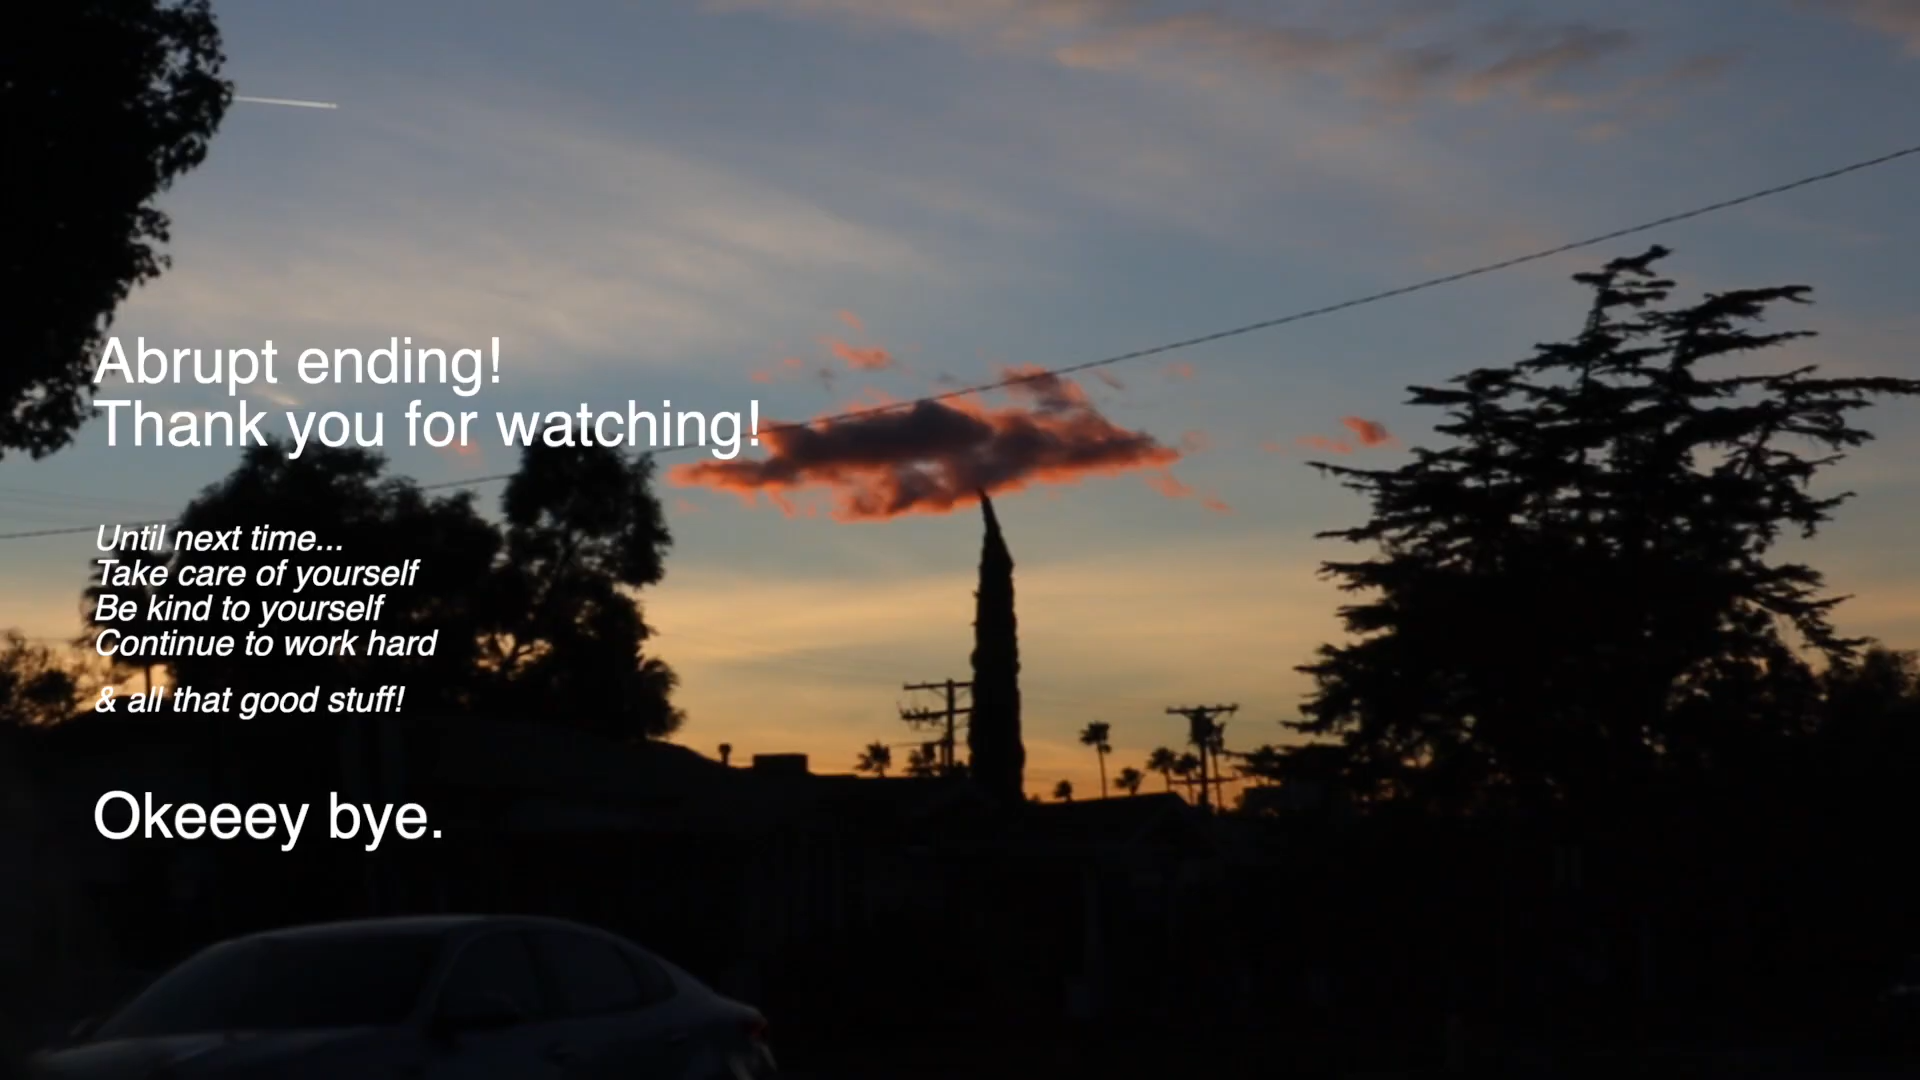 Abrupt ending!
Thank you for watching!
Until next time...
Take care of yourself
Be kind to yourself
Continue to work hard
& all that good stuff!
Okeeey bye.